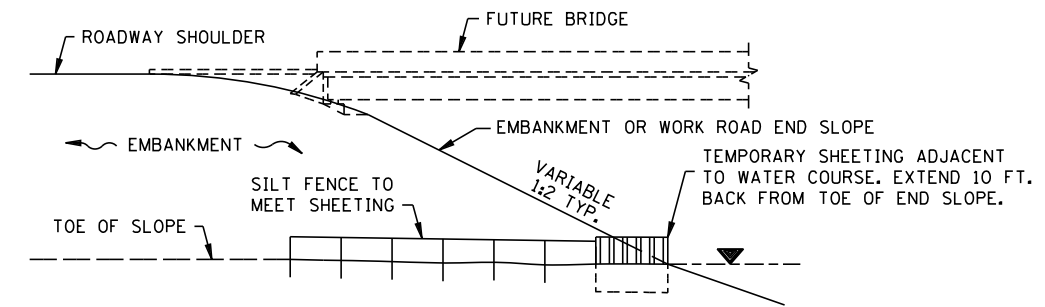 FUTURE BRIDGE
ROADWAY SHOULDER
EMBANKMENT OR WORK ROAD END SLOPE
EMBANKMENT
TEMPORARY SHEETING ADJACENT
TO WATER COURSE. EXTEND 10 FT.
BACK FROM TOE OF END SLOPE.
VARIABLE
1:2 TYP.
SILT FENCE TO
MEET SHEETING
TOE OF SLOPE